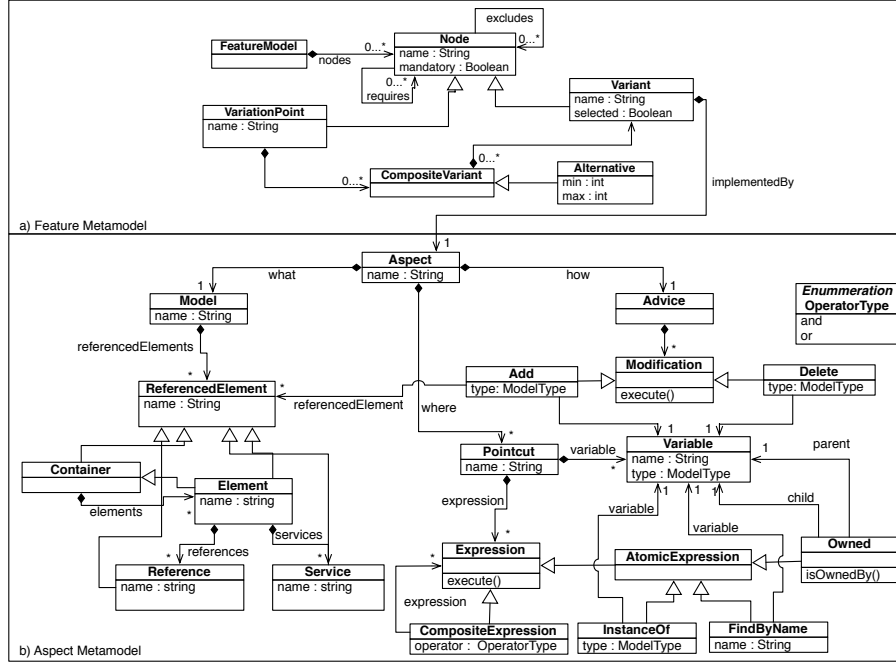 excludes
FeatureModel
0...*
Node
0...*
name : String
mandatory : Boolean
nodes
0...*
requires
Variant
name : String
selected : Boolean
VariationPoint
name : String
0...*
0...*
CompositeVariant
Alternative
min : int
max : int
implementedBy
a) Feature Metamodel
1
Aspect
name : String
what
how
1
Model
name : String
1
Advice
Enummeration
OperatorType
and
or
referencedElements
*
*
ReferencedElement
name : String
*
referencedElement
Add
type: ModelType
Modification
execute()
Delete
type: ModelType
where
*
1
1
Pointcut
name : String
variable
*
Variable
name : String
type : ModelType
1
parent
Container
elements
*
Element
name : string
expression
*
variable
1
1
1
child
variable
references
services
*
*
Reference
name : string
Service
name : string
*
Expression
execute()
expression
AtomicExpression
Owned
isOwnedBy()
CompositeExpression
operator : OperatorType
InstanceOf
type : ModelType
FindByName
name : String
b) Aspect Metamodel